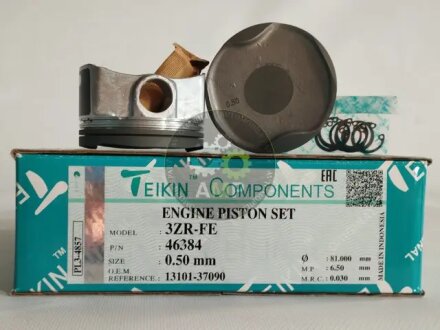 0.50
TEIKIN COMPONENTS
EAC
ENGINE PISTON SET
MODEL : 3ZR-FE
P/N : 46384
SIZE : 0.50 mm
O.E.M. REFERENCE : 13101-37090
Ø : 81.000 mm
M/P : 6.50 mm
M.R.C. : 0.030 mm
PL3-4857
MADE IN INDONESIA
TEIKIN